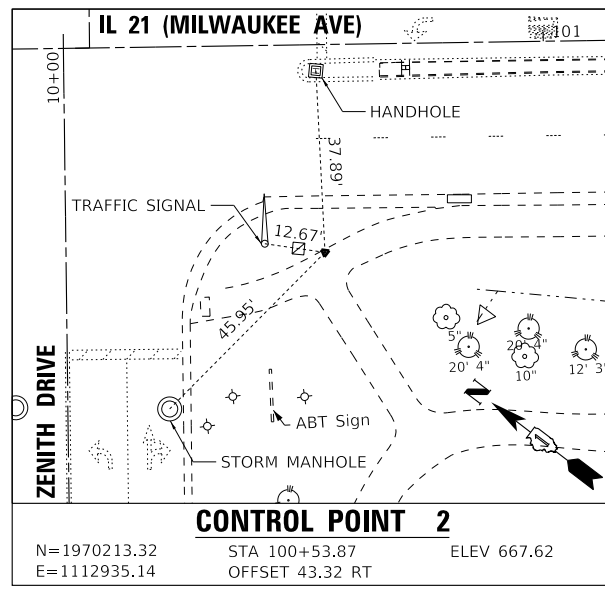 IL 21 (MILWAUKEE AVE)
101
10+00
HANDHOLE
37.89'
TRAFFIC SIGNAL
12.67'
45.95'
5"
20' 4"
20' 4"
10"
12' 3"
ZENITH DRIVE
ABT Sign
STORM MANHOLE
CONTROL POINT 2
N=1970213.32 STA 100+53.87 ELEV 667.62
E=1112935.14 OFFSET 43.32 RT